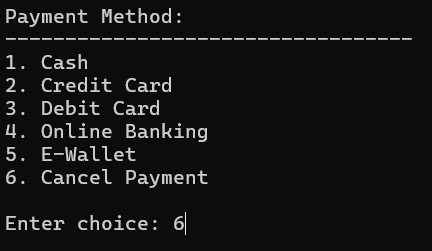 Payment Method:
----------------------------------
1. Cash
2. Credit Card
3. Debit Card
4. Online Banking
5. E-Wallet
6. Cancel Payment
Enter choice: 6